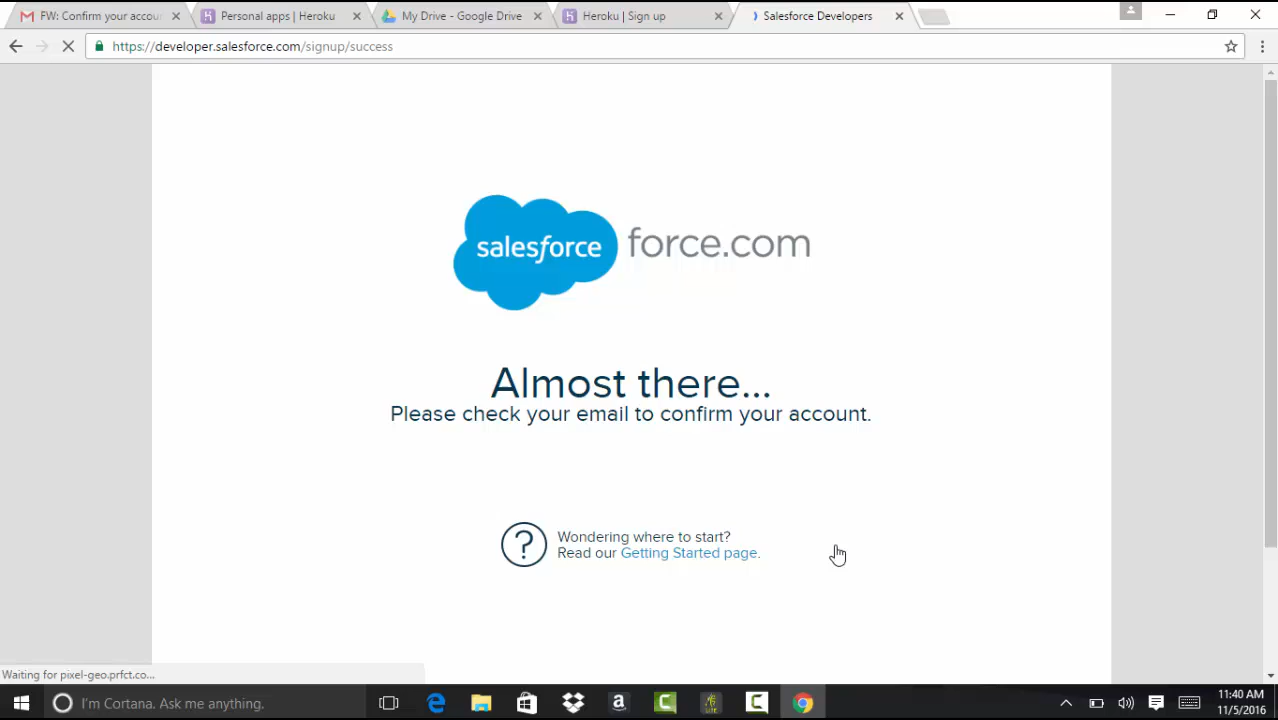 FW: Confirm your accou
Personal apps | Heroku
My Drive - Google Drive
Heroku | Sign up
Salesforce Developers
https://developer.salesforce.com/signup/success
salesforce
force.com
Almost there...
Please check your email to confirm your account.
?
Wondering where to start?
Read our Getting Started page.
Waiting for pixel-geo.prfct.co...
I'm Cortana. Ask me anything.
11:40 AM
11/5/2016